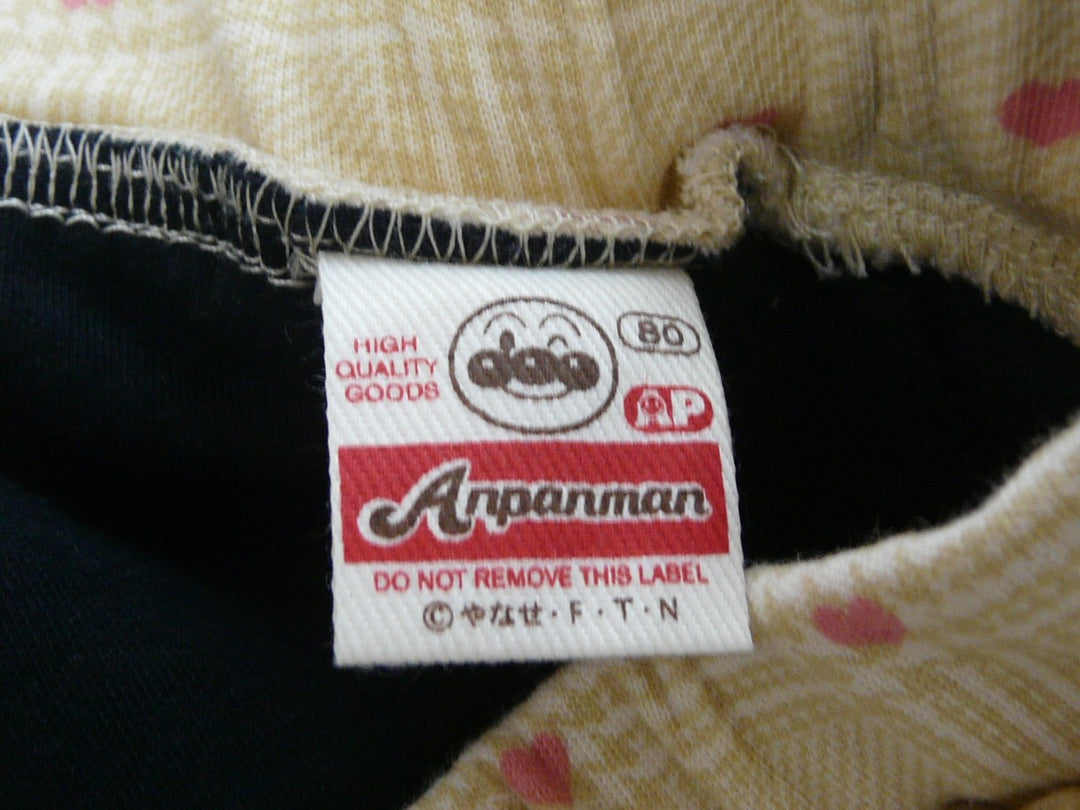 HIGH
QUALITY
GOODS
80
AP
Anpanman
DO NOT REMOVE THIS LABEL
©やなせ・F・T・N